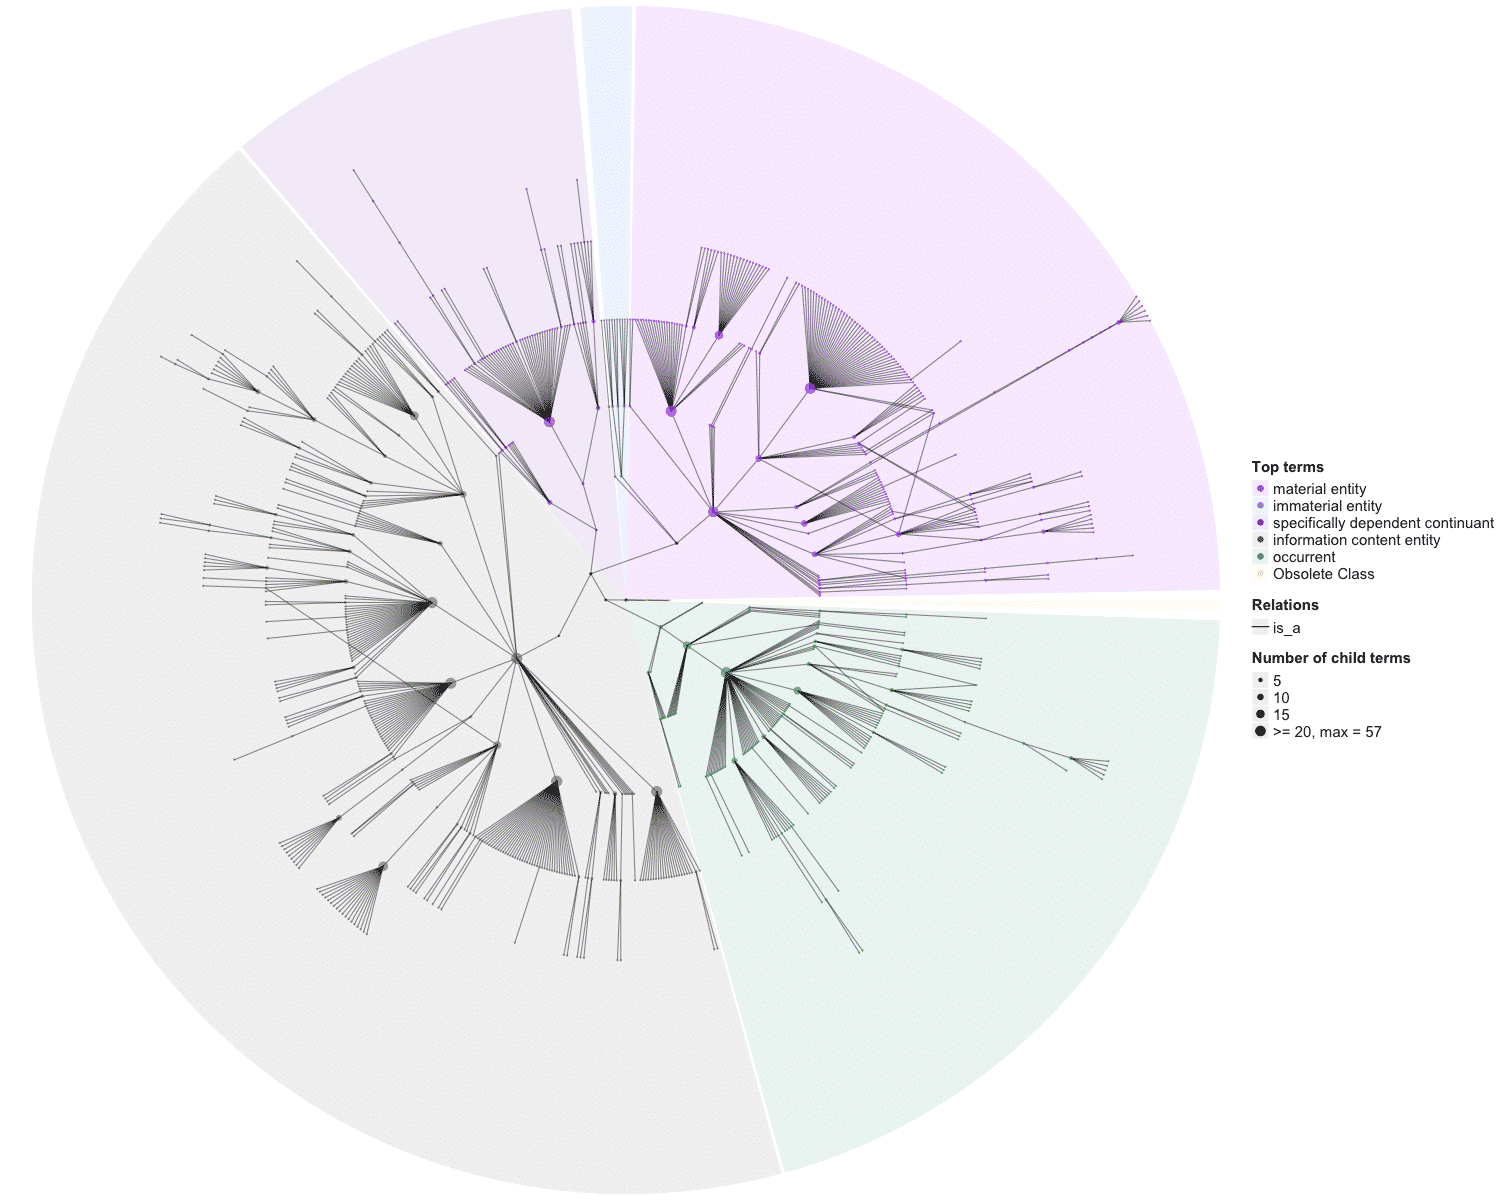 Top terms
material entity
immaterial entity
specifically dependent continuant
information content entity
occurrent
Obsolete Class
Relations
is_a
Number of child terms
5
10
15
>= 20, max = 57